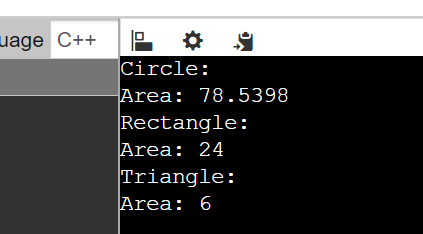 uage C++
Circle:
Area: 78.5398
Rectangle:
Area: 24
Triangle:
Area: 6